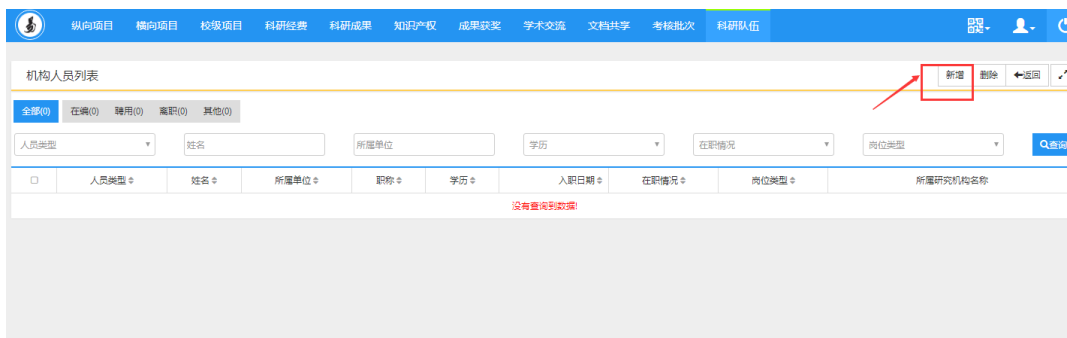 纵向项目 横向项目 校级项目 科研经费 科研成果 知识产权 成果获奖 学术交流 文档共享 考核批次 科研队伍
机构人员列表 新增 删除 返回
全部(0) 在编(0) 聘用(0) 离职(0) 其他(0)
人员类型 姓名 所属单位 学历 在职情况 岗位类型 查询
人员类型 姓名 所属单位 职称 学历 入职日期 在职情况 岗位类型 所属研究机构名称
没有查询到数据!